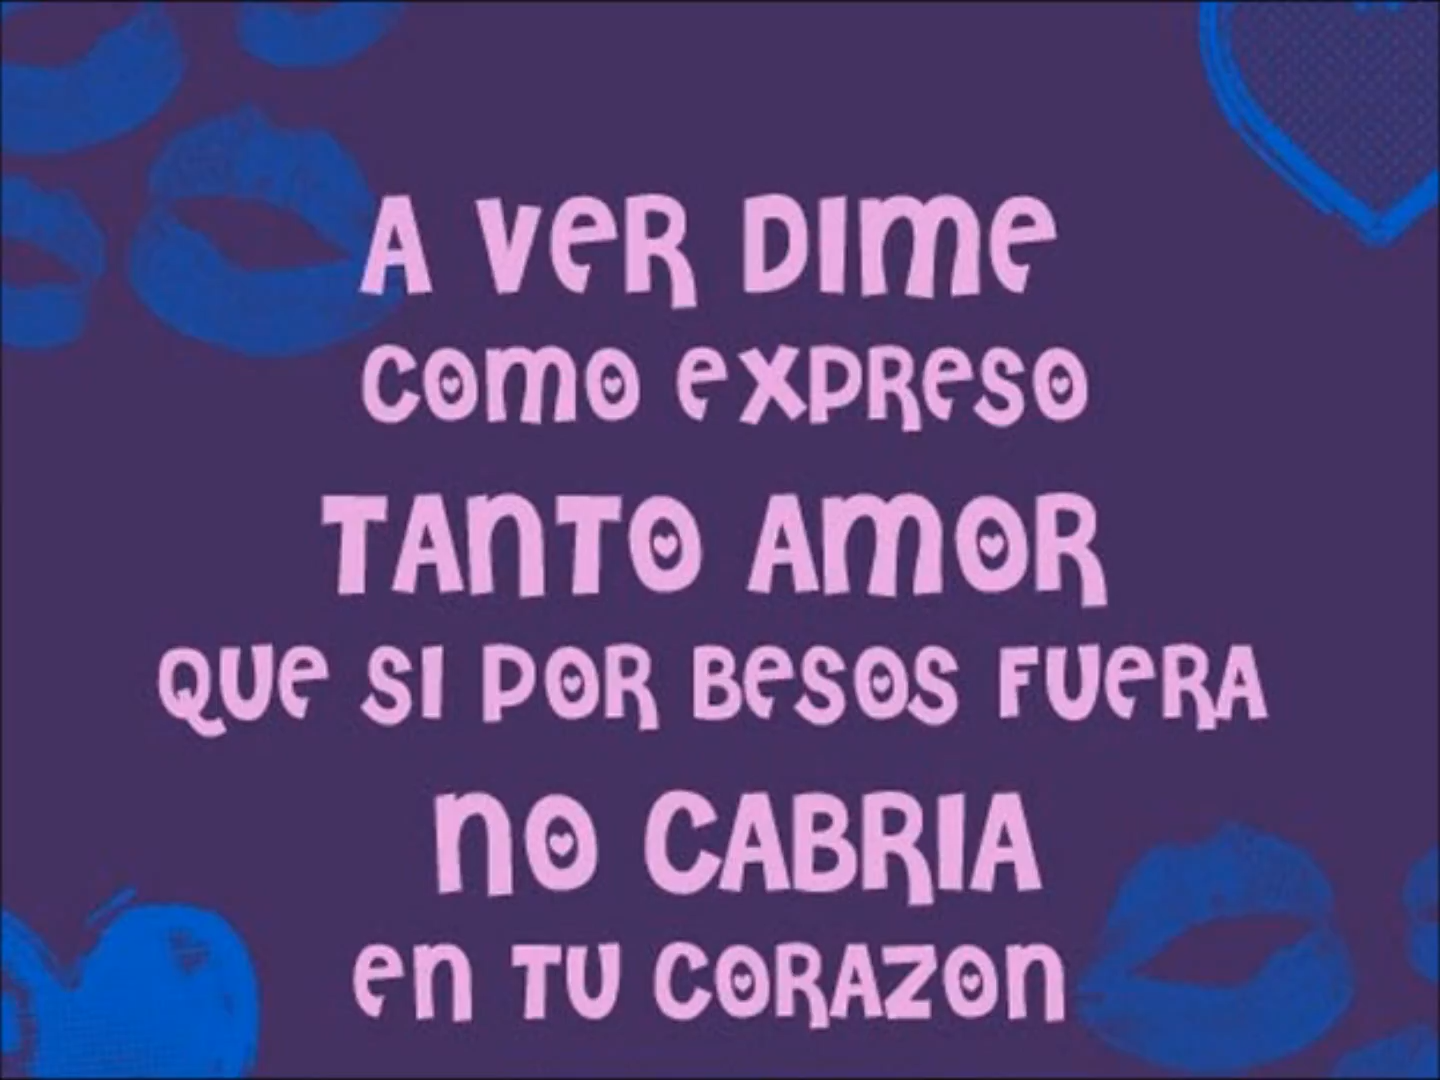 A VER DIME
COMO EXPRESO
TANTO AMOR
QUE SI POR BESOS FUERA
NO CABRIA
EN TU CORAZON